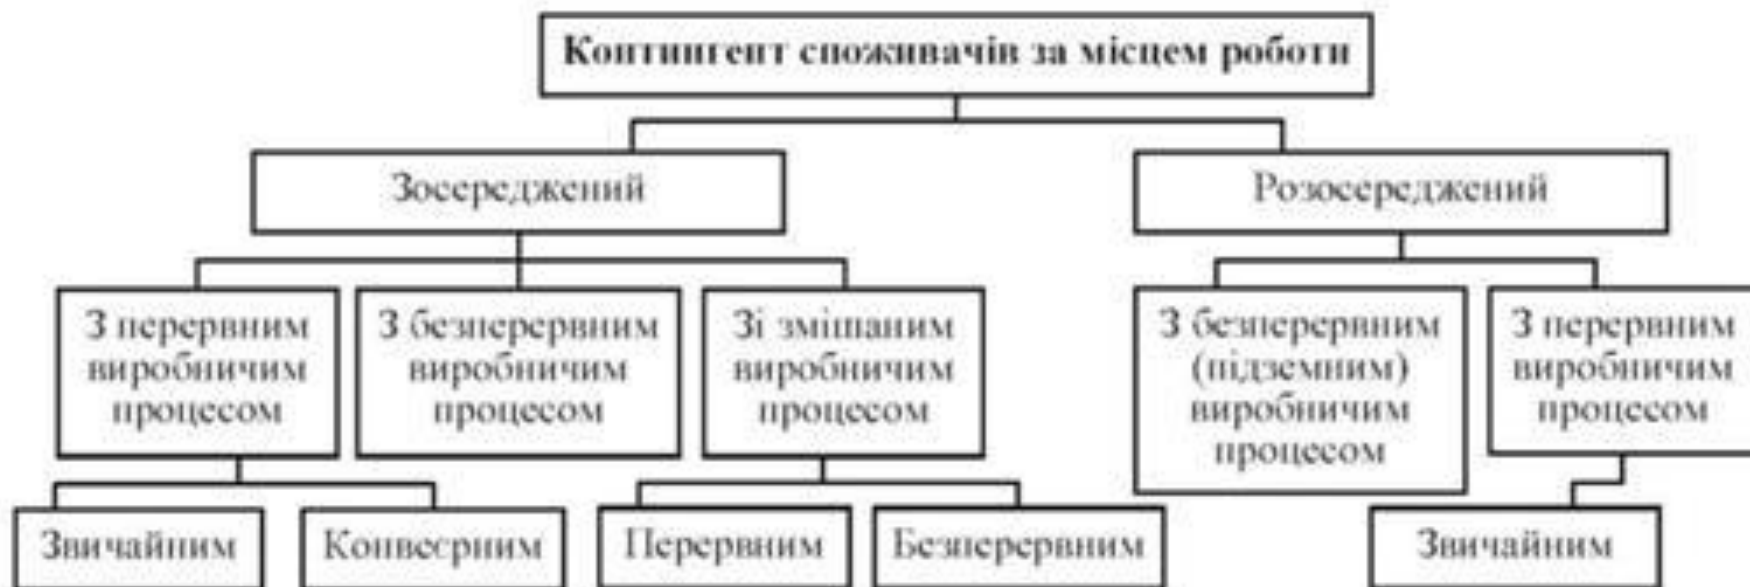 Контингент споживачів за місцем роботи
Зосереджений
Розосереджений
З перервним
виробничим
процесом
З безперервним
виробничим
процесом
Зі змішаним
виробничим
процесом
З безперервним
(підземним)
виробничим
процесом
З перервним
виробничим
процесом
Звичайним
Конвеєрним
Перервним
Безперервним
Звичайним